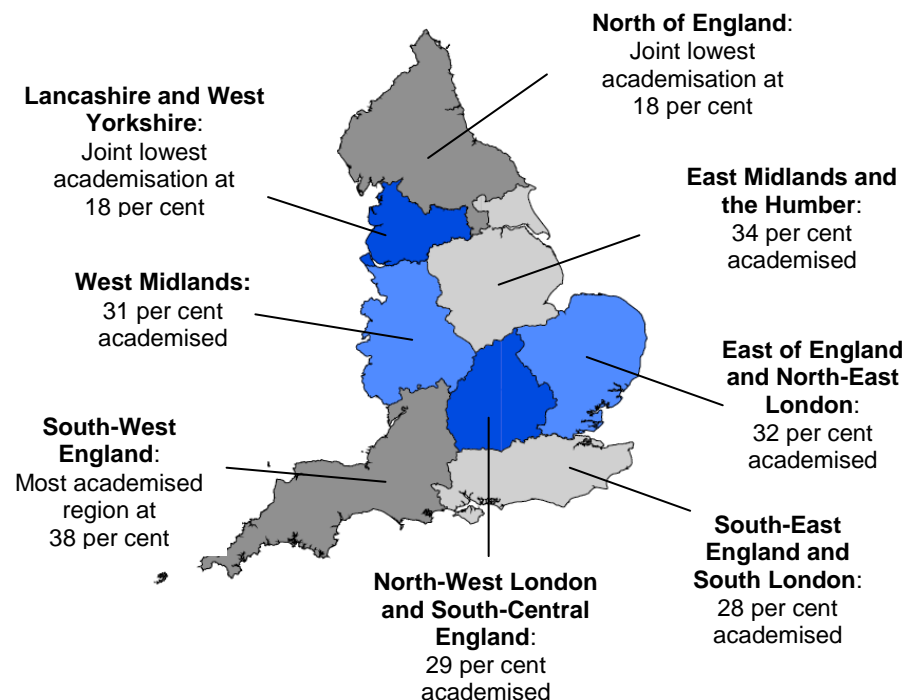 North of England:
Joint lowest
academisation at
18 per cent
Lancashire and West
Yorkshire:
Joint lowest
academisation at
18 per cent
East Midlands and
the Humber:
34 per cent
academised
West Midlands:
31 per cent
academised
East of England
and North-East
London:
32 per cent
academised
South-West
England:
Most academised
region at
38 per cent
South-East
England and
South London:
28 per cent
academised
North-West London
and South-Central
England:
29 per cent
academised